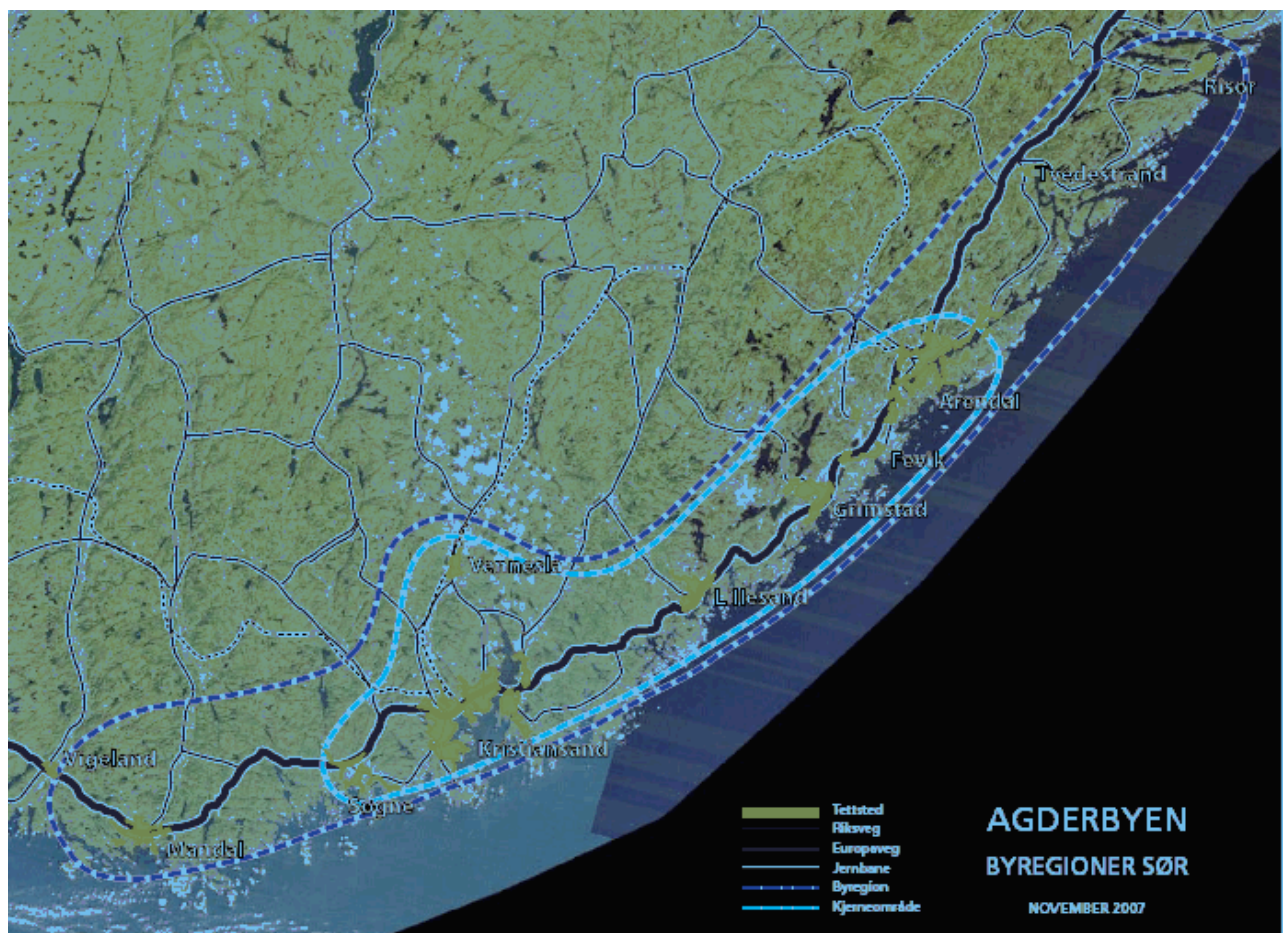 Risør
Tvedestrand
Arendal
Fevik
Grimstad
Vennesla
Lillesand
Vigeland
Kristiansand
Søgne
Mandal
Tettsted
Riksveg
Europaveg
Jernbane
Byregion
Kjerneområde
AGDERBYEN
BYREGIONER SØR
NOVEMBER 2007